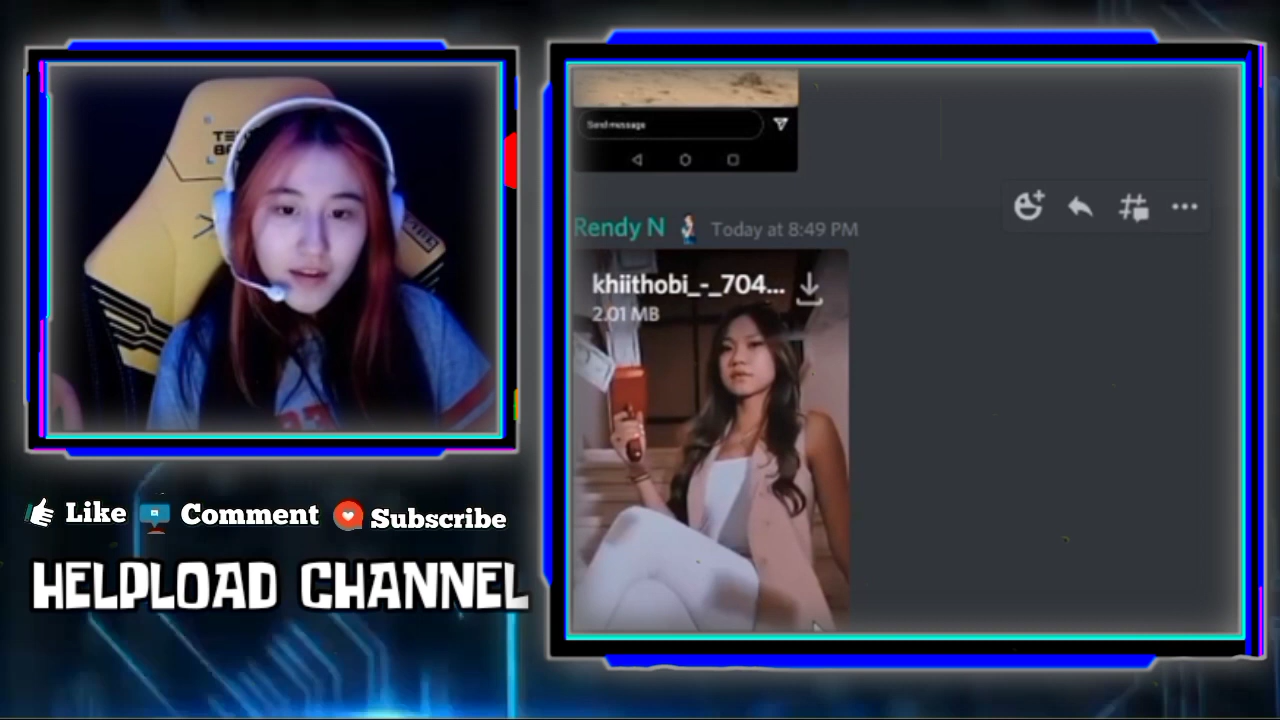 Send message
Rendy N Today at 8:49 PM
khiithobi_-_704...
2.01 MB
Like Comment Subscribe
HELPLOAD CHANNEL